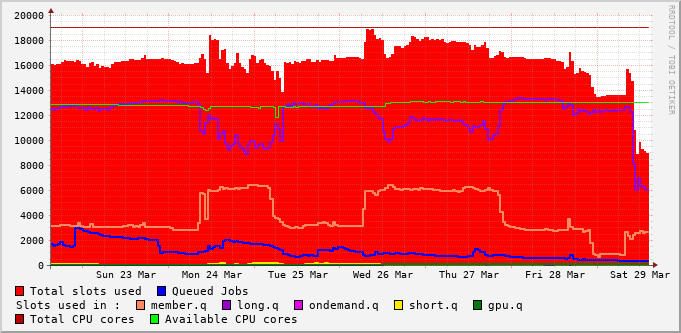 20000
18000
16000
14000
12000
10000
8000
6000
4000
2000
0
RRDTOOL / TOBI OETIKER
Sun 23 Mar Mon 24 Mar Tue 25 Mar Wed 26 Mar Thu 27 Mar Fri 28 Mar Sat 29 Mar
Total slots used Queued Jobs
Slots used in : member.q long.q ondemand.q short.q gpu.q
Total CPU cores Available CPU cores